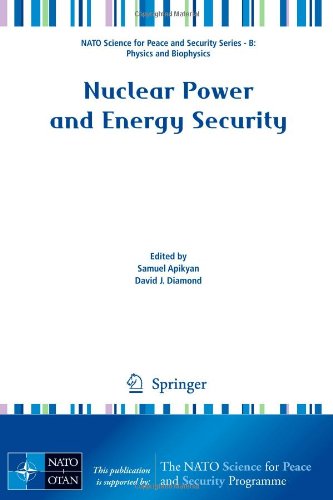 NATO Science for Peace and Security Series - B:
Physics and Biophysics
Nuclear Power
and Energy Security
Edited by
Samuel Apikyan
David J. Diamond
Springer
NATO
OTAN
This publication
is supported by:
The NATO Science for Peace
and Security Programme